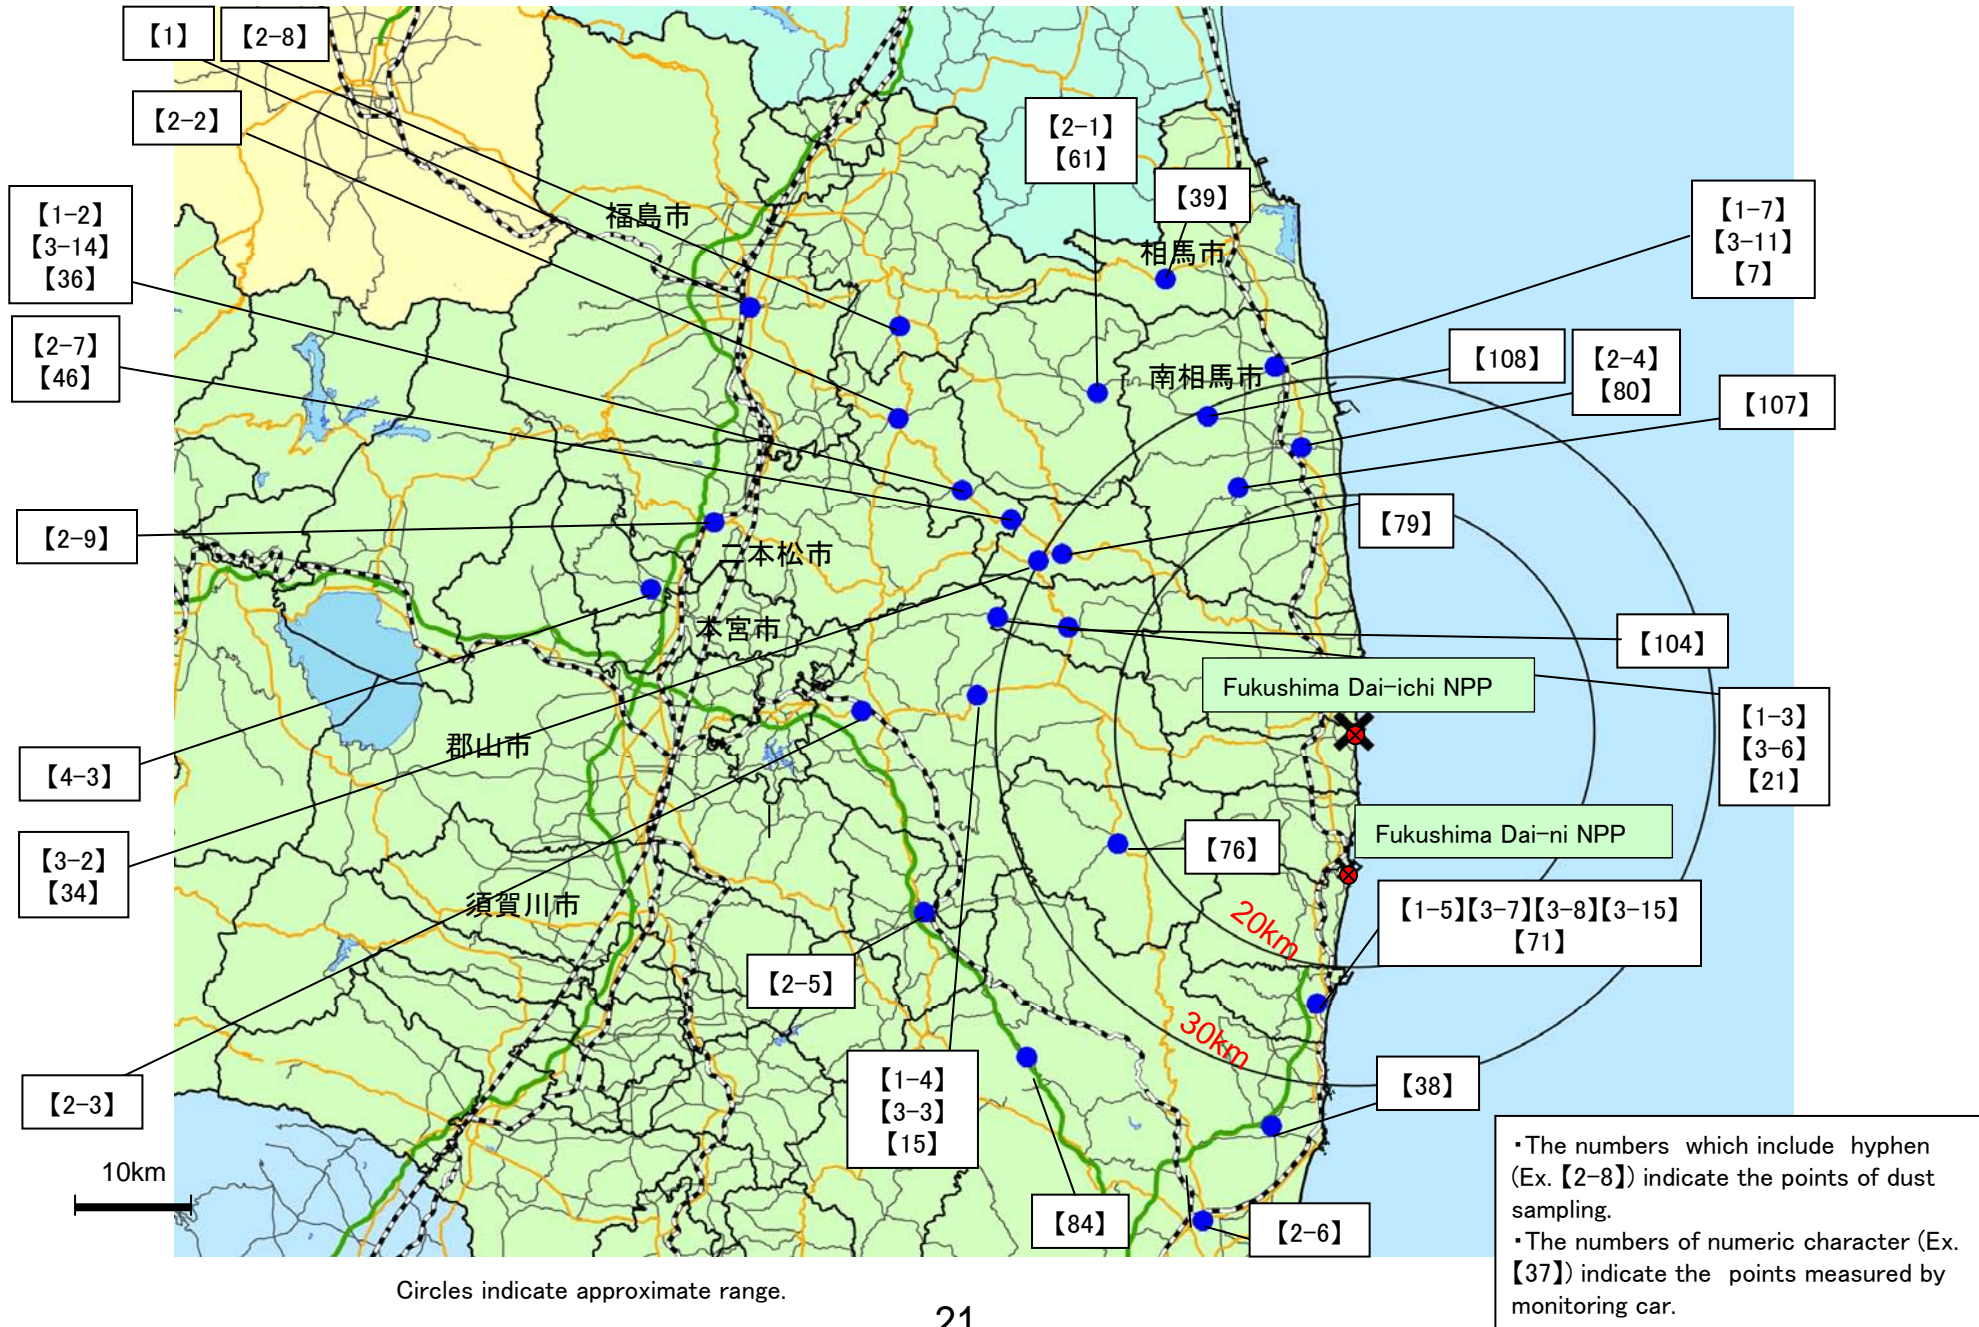 【1】
【2-8】
【2-2】
【2-1】
【61】
【39】
【1-2】
【3-14】
【36】
福島市
相馬市
【1-7】
【3-11】
【7】
【2-7】
【46】
南相馬市
【108】
【2-4】
【80】
【107】
【2-9】
二本松市
【79】
本宮市
【104】
Fukushima Dai-ichi NPP
【4-3】
郡山市
【1-3】
【3-6】
【21】
【3-2】
【34】
【76】
Fukushima Dai-ni NPP
須賀川市
20km
【1-5】【3-7】【3-8】【3-15】
【71】
【2-5】
30km
【2-3】
【1-4】
【3-3】
【15】
【38】
10km
【84】
【2-6】
・The numbers which include hyphen
(Ex.【2-8】) indicate the points of dust
sampling.
・The numbers of numeric character (Ex.
【37】) indicate the points measured by
monitoring car.
Circles indicate approximate range.
21